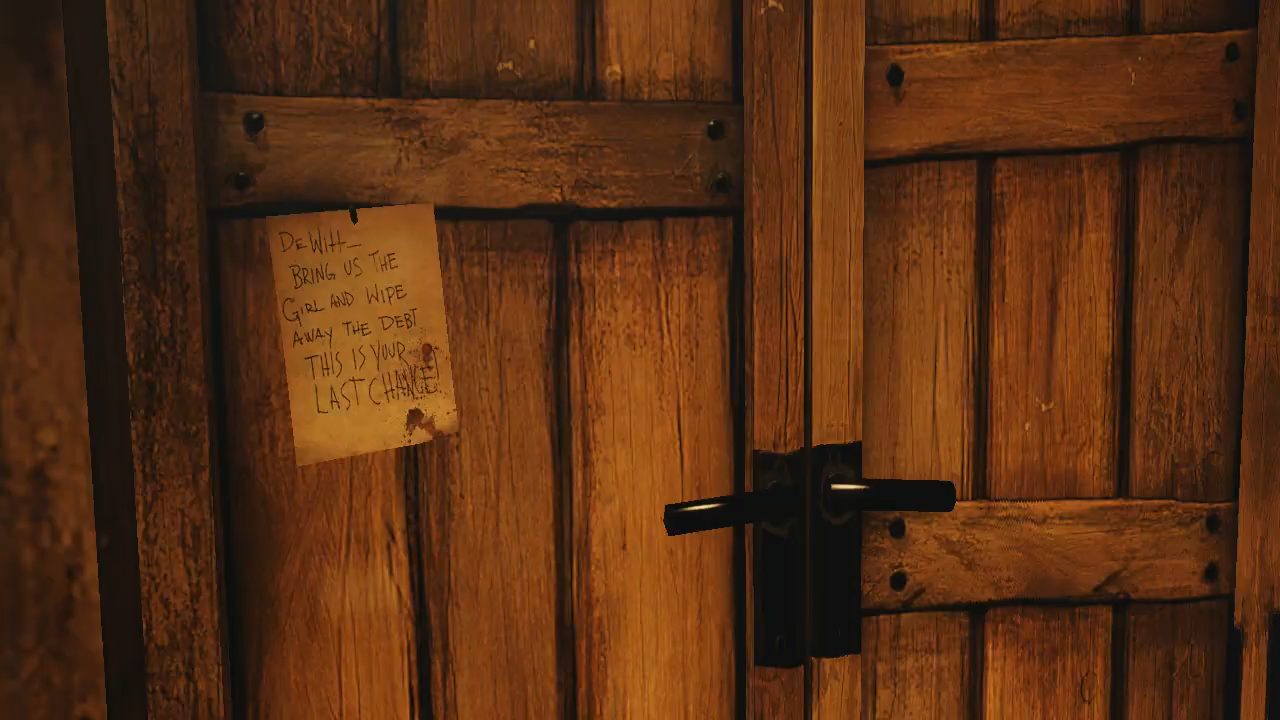 DeWitt_
BRING US THE
GIRL AND WIPE
AWAY THE DEBT
THIS IS YOUR
LAST CHANCE!